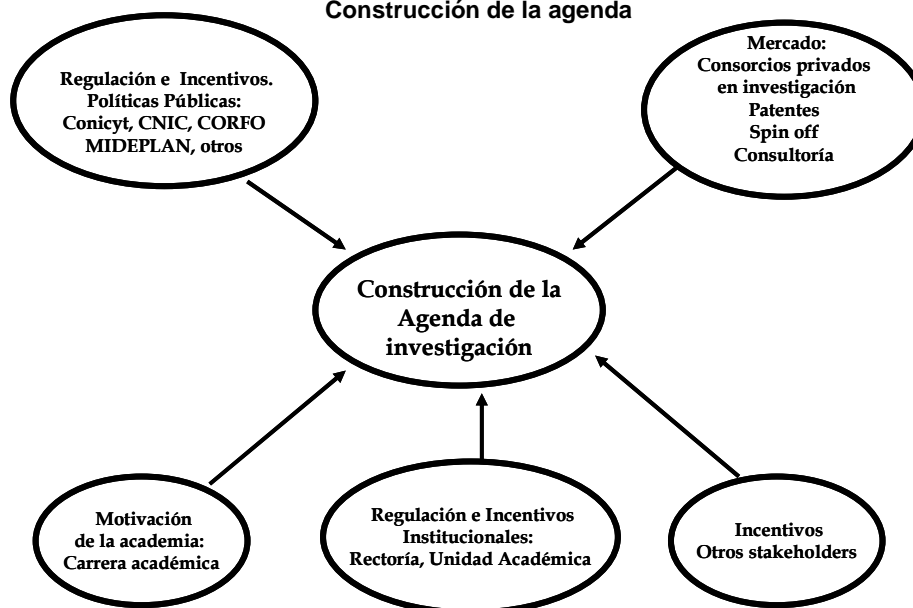 Construcción de la agenda
Regulación e Incentivos.
Políticas Públicas:
Conicyt, CNIC, CORFO
MIDEPLAN, otros
Mercado:
Consorcios privados
en investigación
Patentes
Spin off
Consultoría
Construcción de la
Agenda de
investigación
Motivación
de la academia:
Carrera académica
Regulación e Incentivos
Institucionales:
Rectoría, Unidad Académica
Incentivos
Otros stakeholders